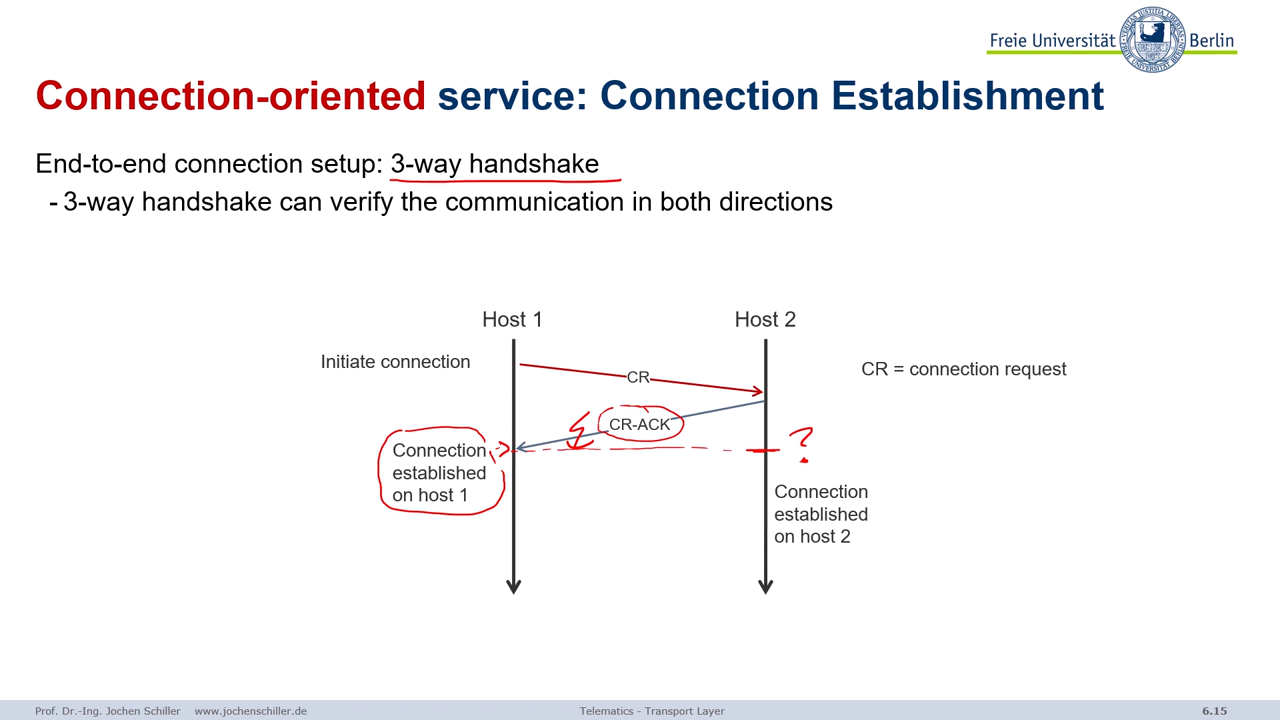 Freie Universität Berlin
Connection-oriented service: Connection Establishment
End-to-end connection setup: 3-way handshake
- 3-way handshake can verify the communication in both directions
Host 1
Host 2
Initiate connection
CR
CR = connection request
CR-ACK
?
Connection
established
on host 1
Connection
established
on host 2
Prof. Dr.-Ing. Jochen Schiller www.jochenschiller.de
Telematics - Transport Layer
6.15